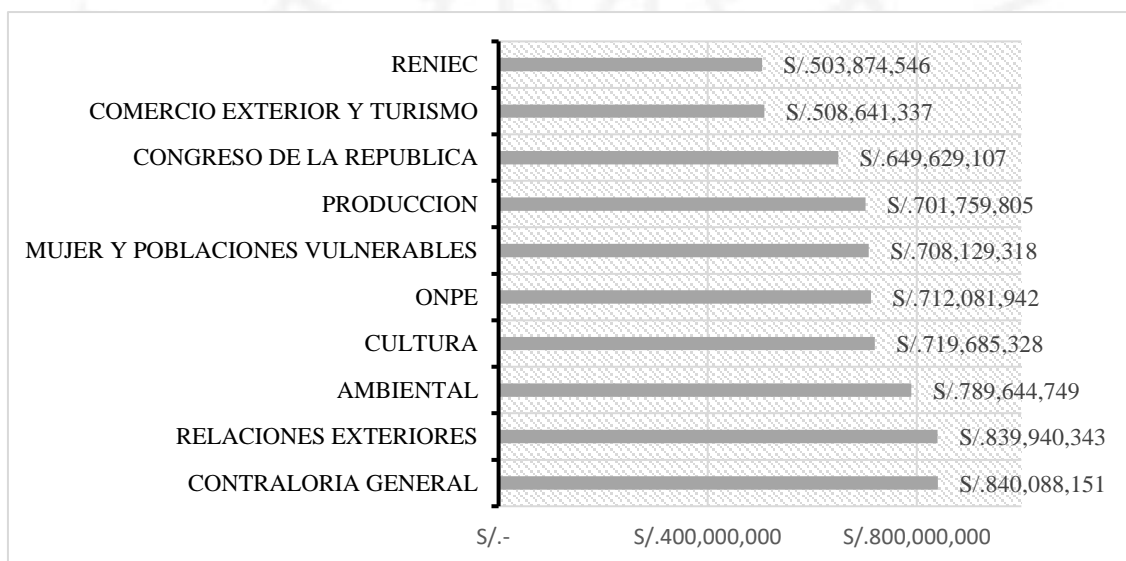 RENIEC S/.503,874,546
COMERCIO EXTERIOR Y TURISMO S/.508,641,337
CONGRESO DE LA REPUBLICA S/.649,629,107
PRODUCCION S/.701,759,805
MUJER Y POBLACIONES VULNERABLES S/.708,129,318
ONPE S/.712,081,942
CULTURA S/.719,685,328
AMBIENTAL S/.789,644,749
RELACIONES EXTERIORES S/.839,940,343
CONTRALORIA GENERAL S/.840,088,151
S/.- S/.400,000,000 S/.800,000,000